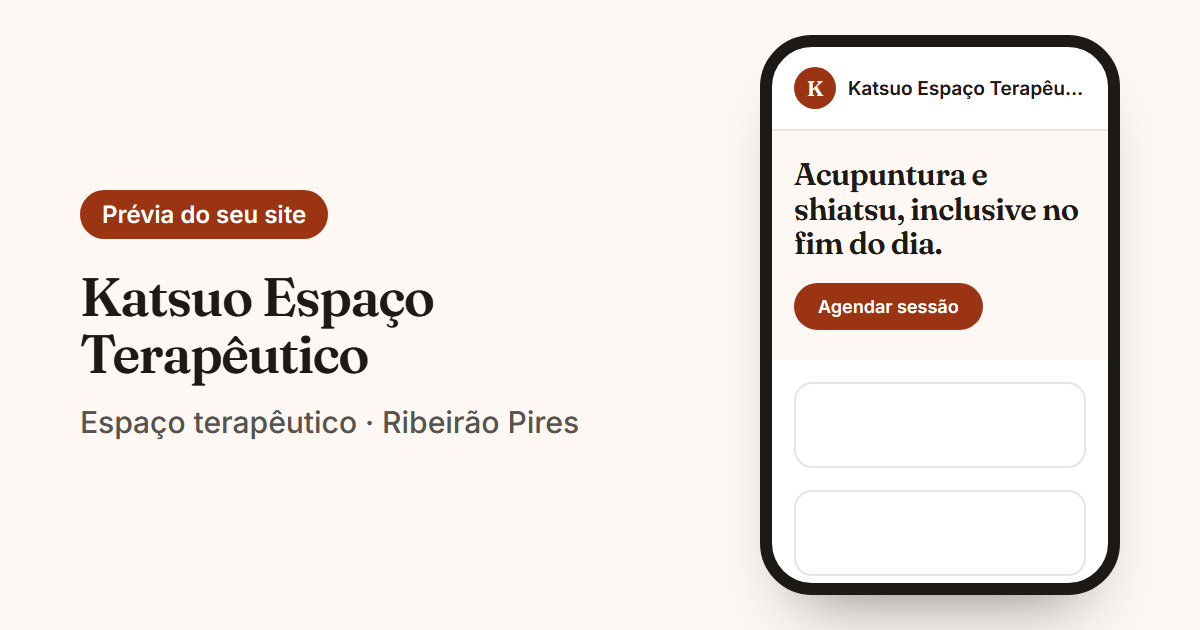 Prévia do seu site
Katsuo Espaço
Terapêutico
Espaço terapêutico · Ribeirão Pires
K
Katsuo Espaço Terapêu...
Acupuntura e
shiatsu, inclusive no
fim do dia.
Agendar sessão